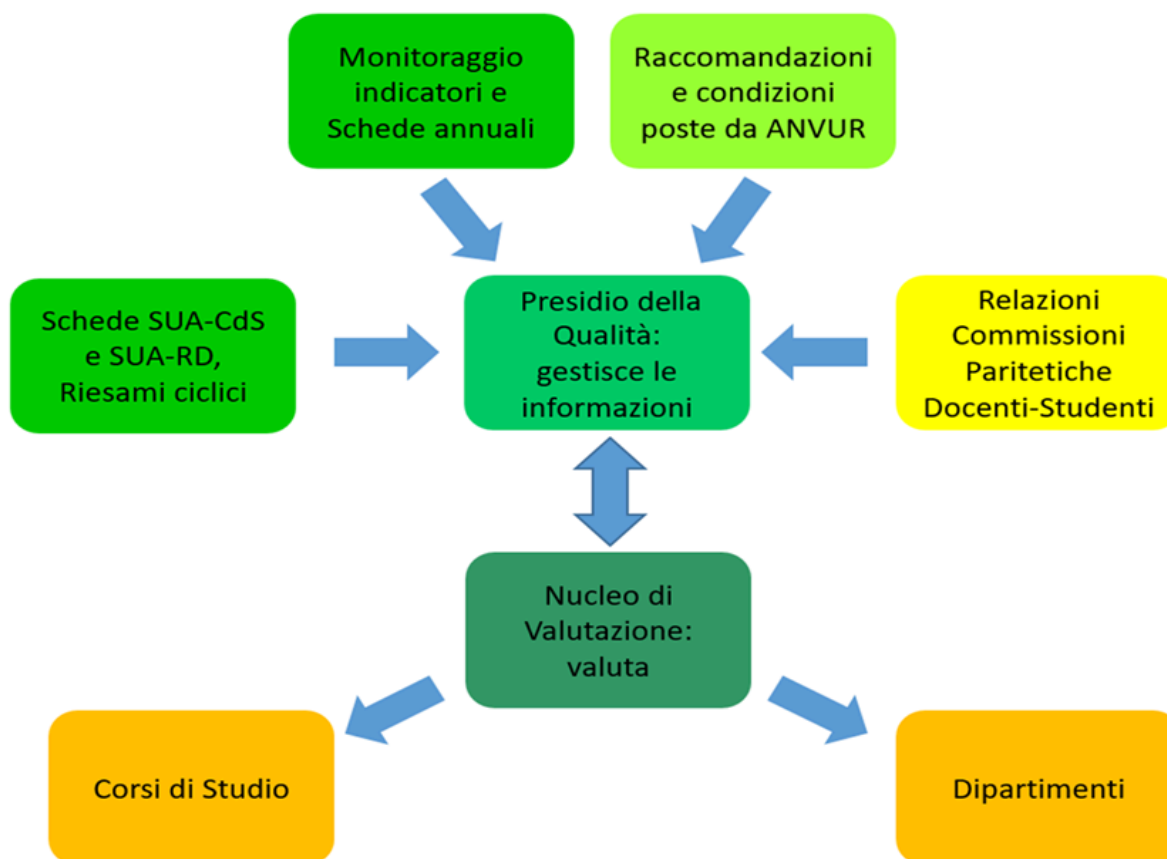 Monitoraggio
indicatori e
Schede annuali
Raccomandazioni
e condizioni
poste da ANVUR
Schede SUA-CdS
e SUA-RD,
Riesami ciclici
Presidio della
Qualità:
gestisce le
informazioni
Relazioni
Commissioni
Paritetiche
Docenti-Studenti
Nucleo di
Valutazione:
valuta
Corsi di Studio
Dipartimenti